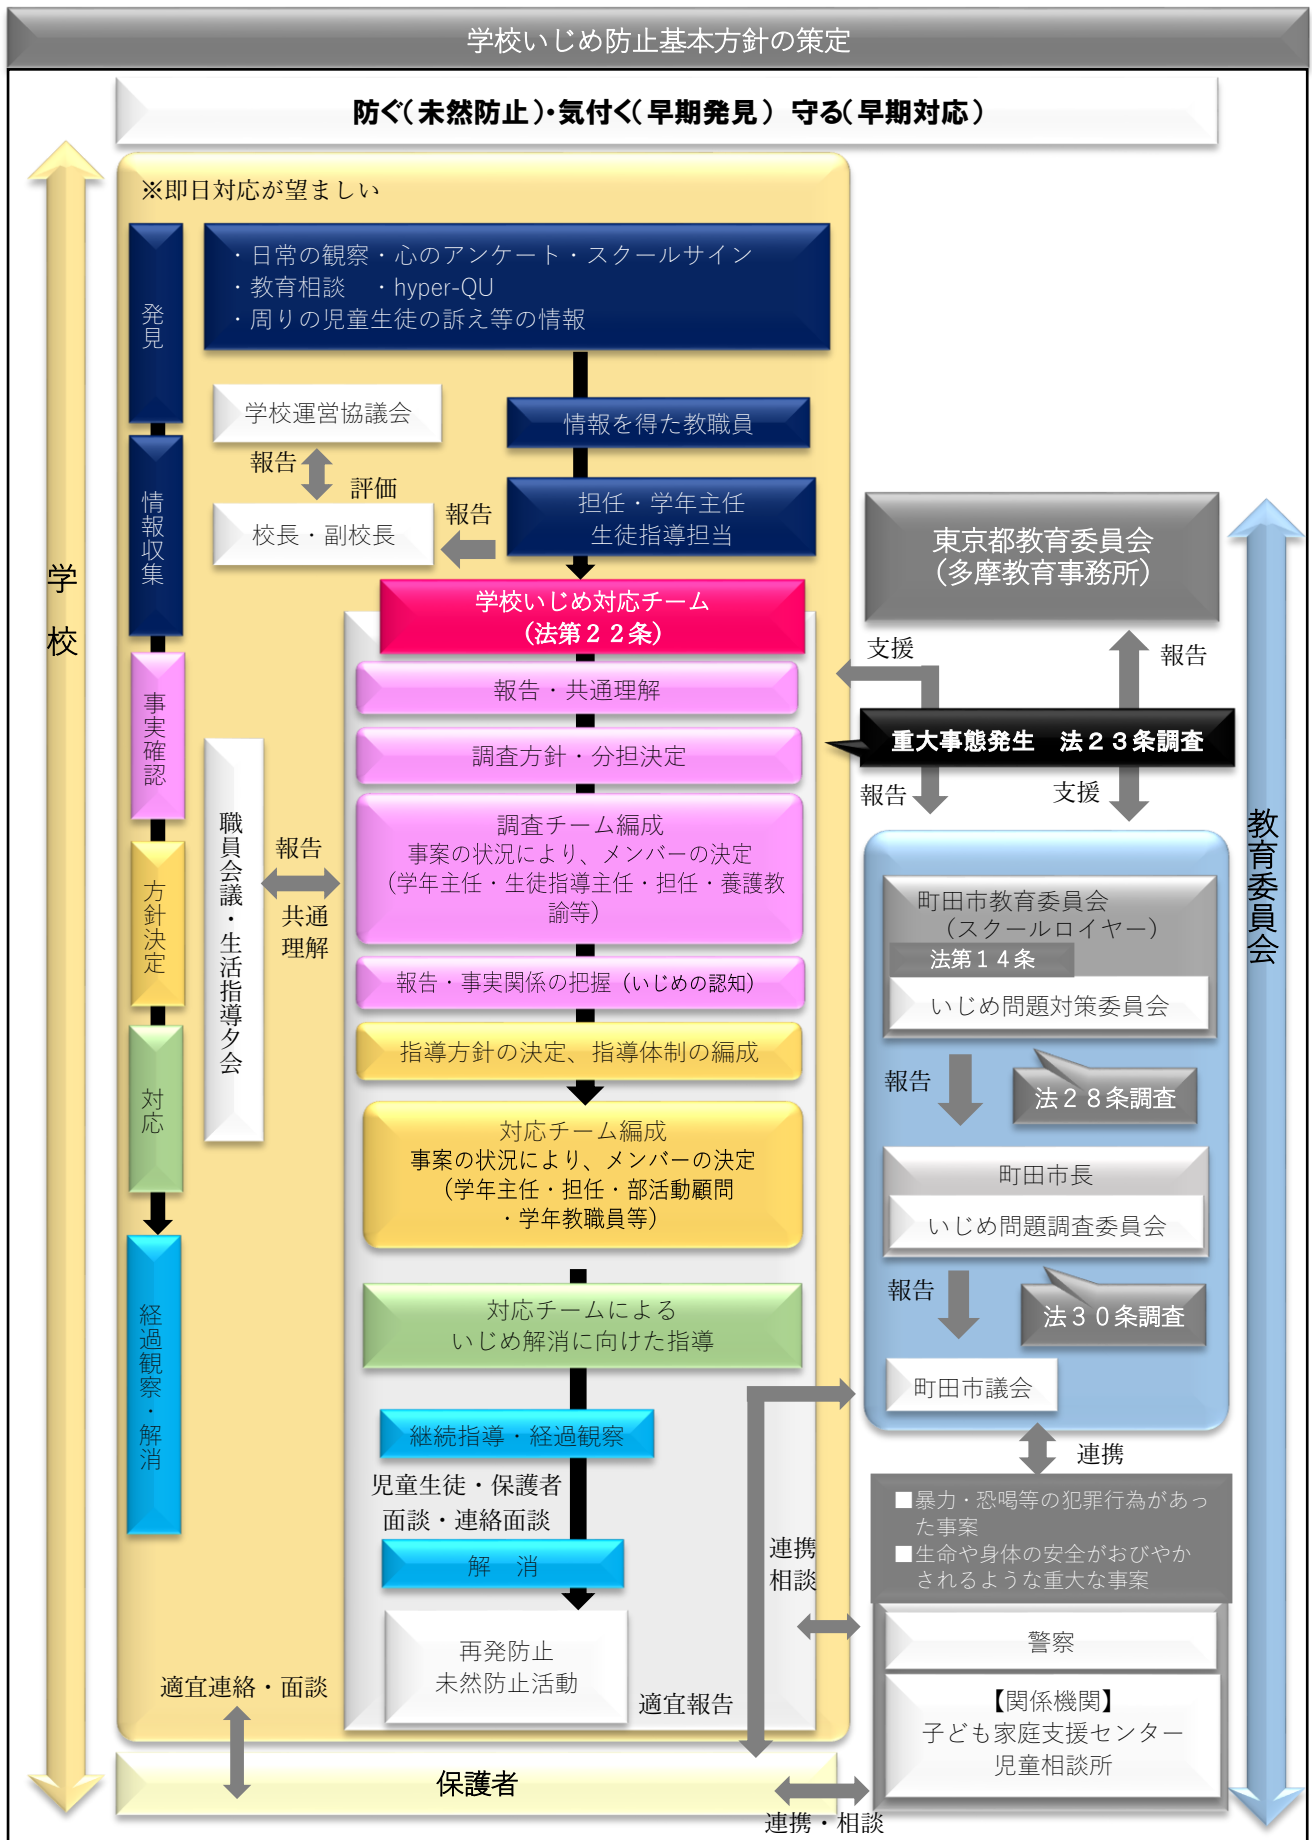 学校いじめ防止基本方針の策定
防ぐ(未然防止)・気付く(早期発見) 守る(早期対応)
学校
※即日対応が望ましい
発見
・日常の観察・心のアンケート・スクールサイン
・教育相談　・hyper-QU
・周りの児童生徒の訴え等の情報
情報収集
学校運営協議会
報告
評価
校長・副校長
報告
情報を得た教職員
担任・学年主任
生徒指導担当
学校いじめ対応チーム
(法第２２条)
事実確認
報告・共通理解
調査方針・分担決定
調査チーム編成
事案の状況により、メンバーの決定
（学年主任・生徒指導主任・担任・養護教
諭等）
職員会議・生活指導夕会
報告
共通
理解
方針決定
報告・事実関係の把握（いじめの認知）
指導方針の決定、指導体制の編成
対応チーム編成
事案の状況により、メンバーの決定
（学年主任・担任・部活動顧問
・学年教職員等）
対応
対応チームによる
いじめ解消に向けた指導
経過観察・解消
継続指導・経過観察
児童生徒・保護者
面談・連絡面談
解　消
再発防止
未然防止活動
適宜連絡・面談
適宜報告
保護者
東京都教育委員会
（多摩教育事務所）
支援
報告
重大事態発生　法２３条調査
報告
支援
教育委員会
町田市教育委員会
（スクールロイヤー）
法第１４条
いじめ問題対策委員会
報告
法２８条調査
町田市長
いじめ問題調査委員会
報告
法３０条調査
町田市議会
連携
■暴力・恐喝等の犯罪行為があっ
た事案
■生命や身体の安全がおびやか
されるような重大な事案
連携
相談
警察
【関係機関】
子ども家庭支援センター
児童相談所
連携・相談